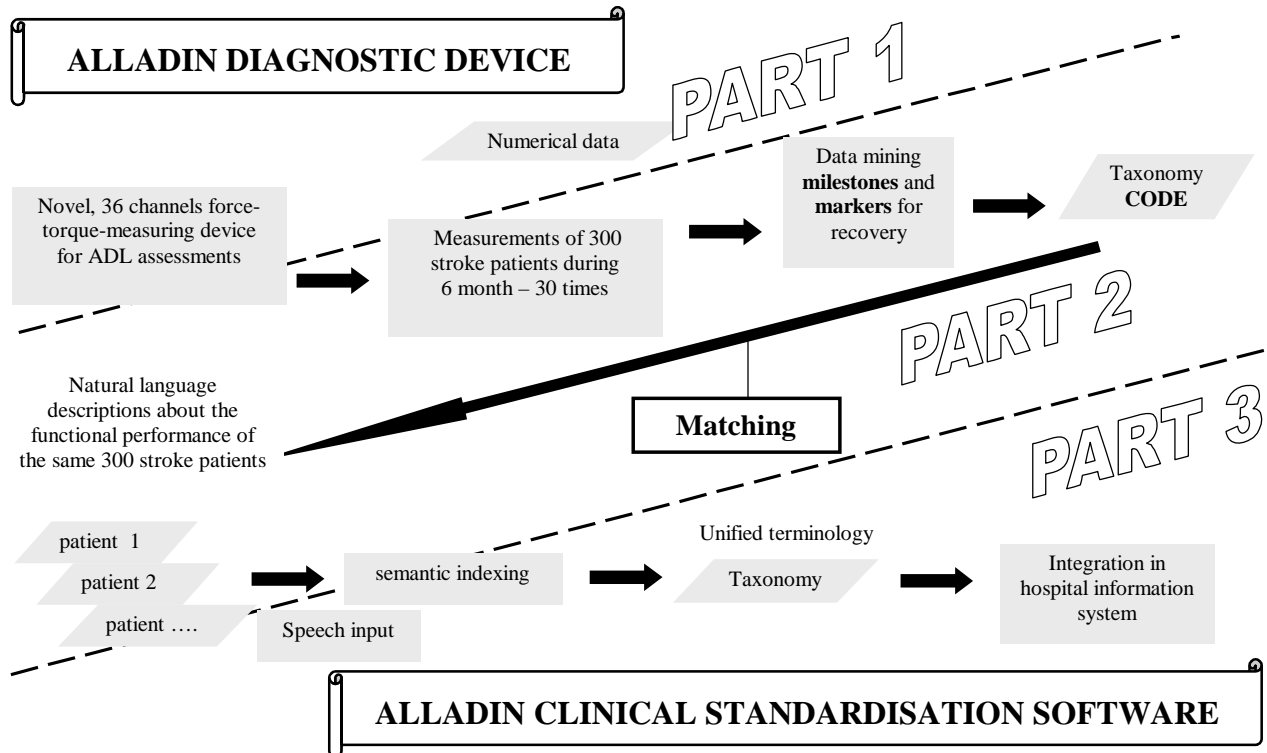 ALLADIN DIAGNOSTIC DEVICE
PART 1
Numerical data
Novel, 36 channels force-
torque-measuring device
for ADL assessments
Measurements of 300
stroke patients during
6 month – 30 times
Data mining
milestones and
markers for
recovery
Taxonomy
CODE
PART 2
Natural language
descriptions about the
functional performance of
the same 300 stroke patients
Matching
PART 3
patient 1
patient 2
patient ….
Speech input
semantic indexing
Unified terminology
Taxonomy
Integration in
hospital information
system
ALLADIN CLINICAL STANDARDISATION SOFTWARE